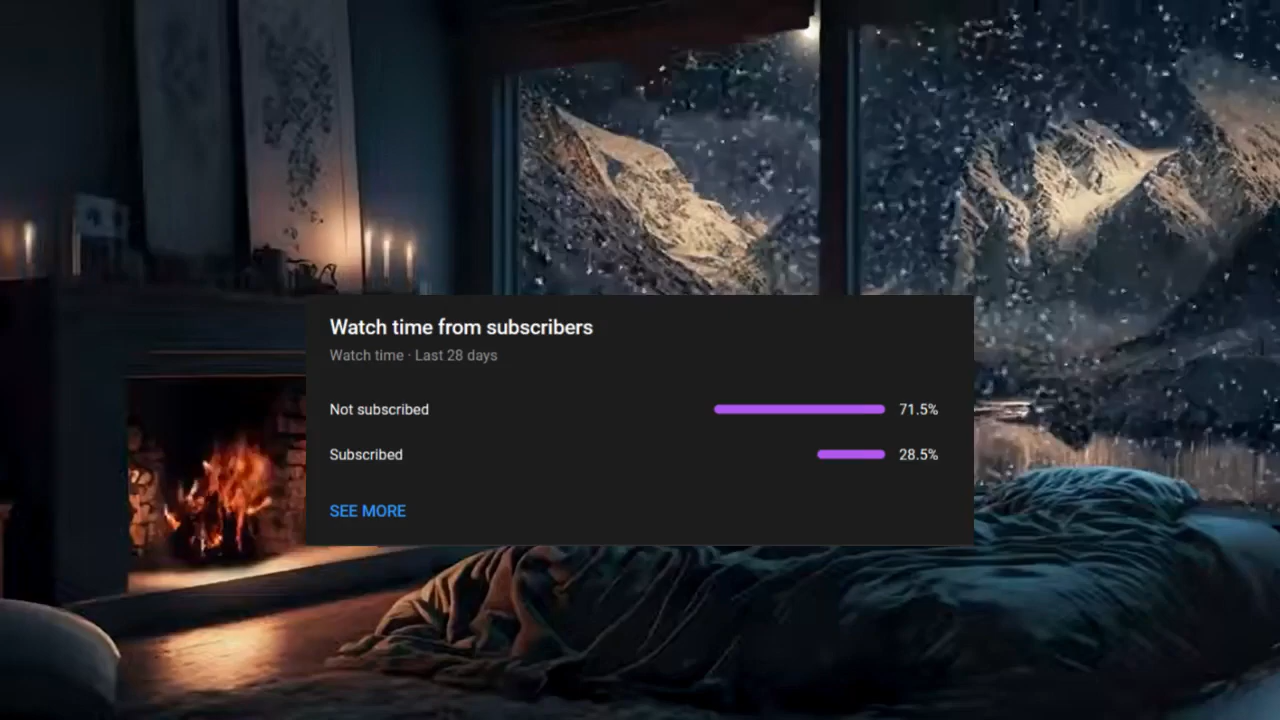 Watch time from subscribers
Watch time · Last 28 days
Not subscribed 71.5%
Subscribed 28.5%
SEE MORE